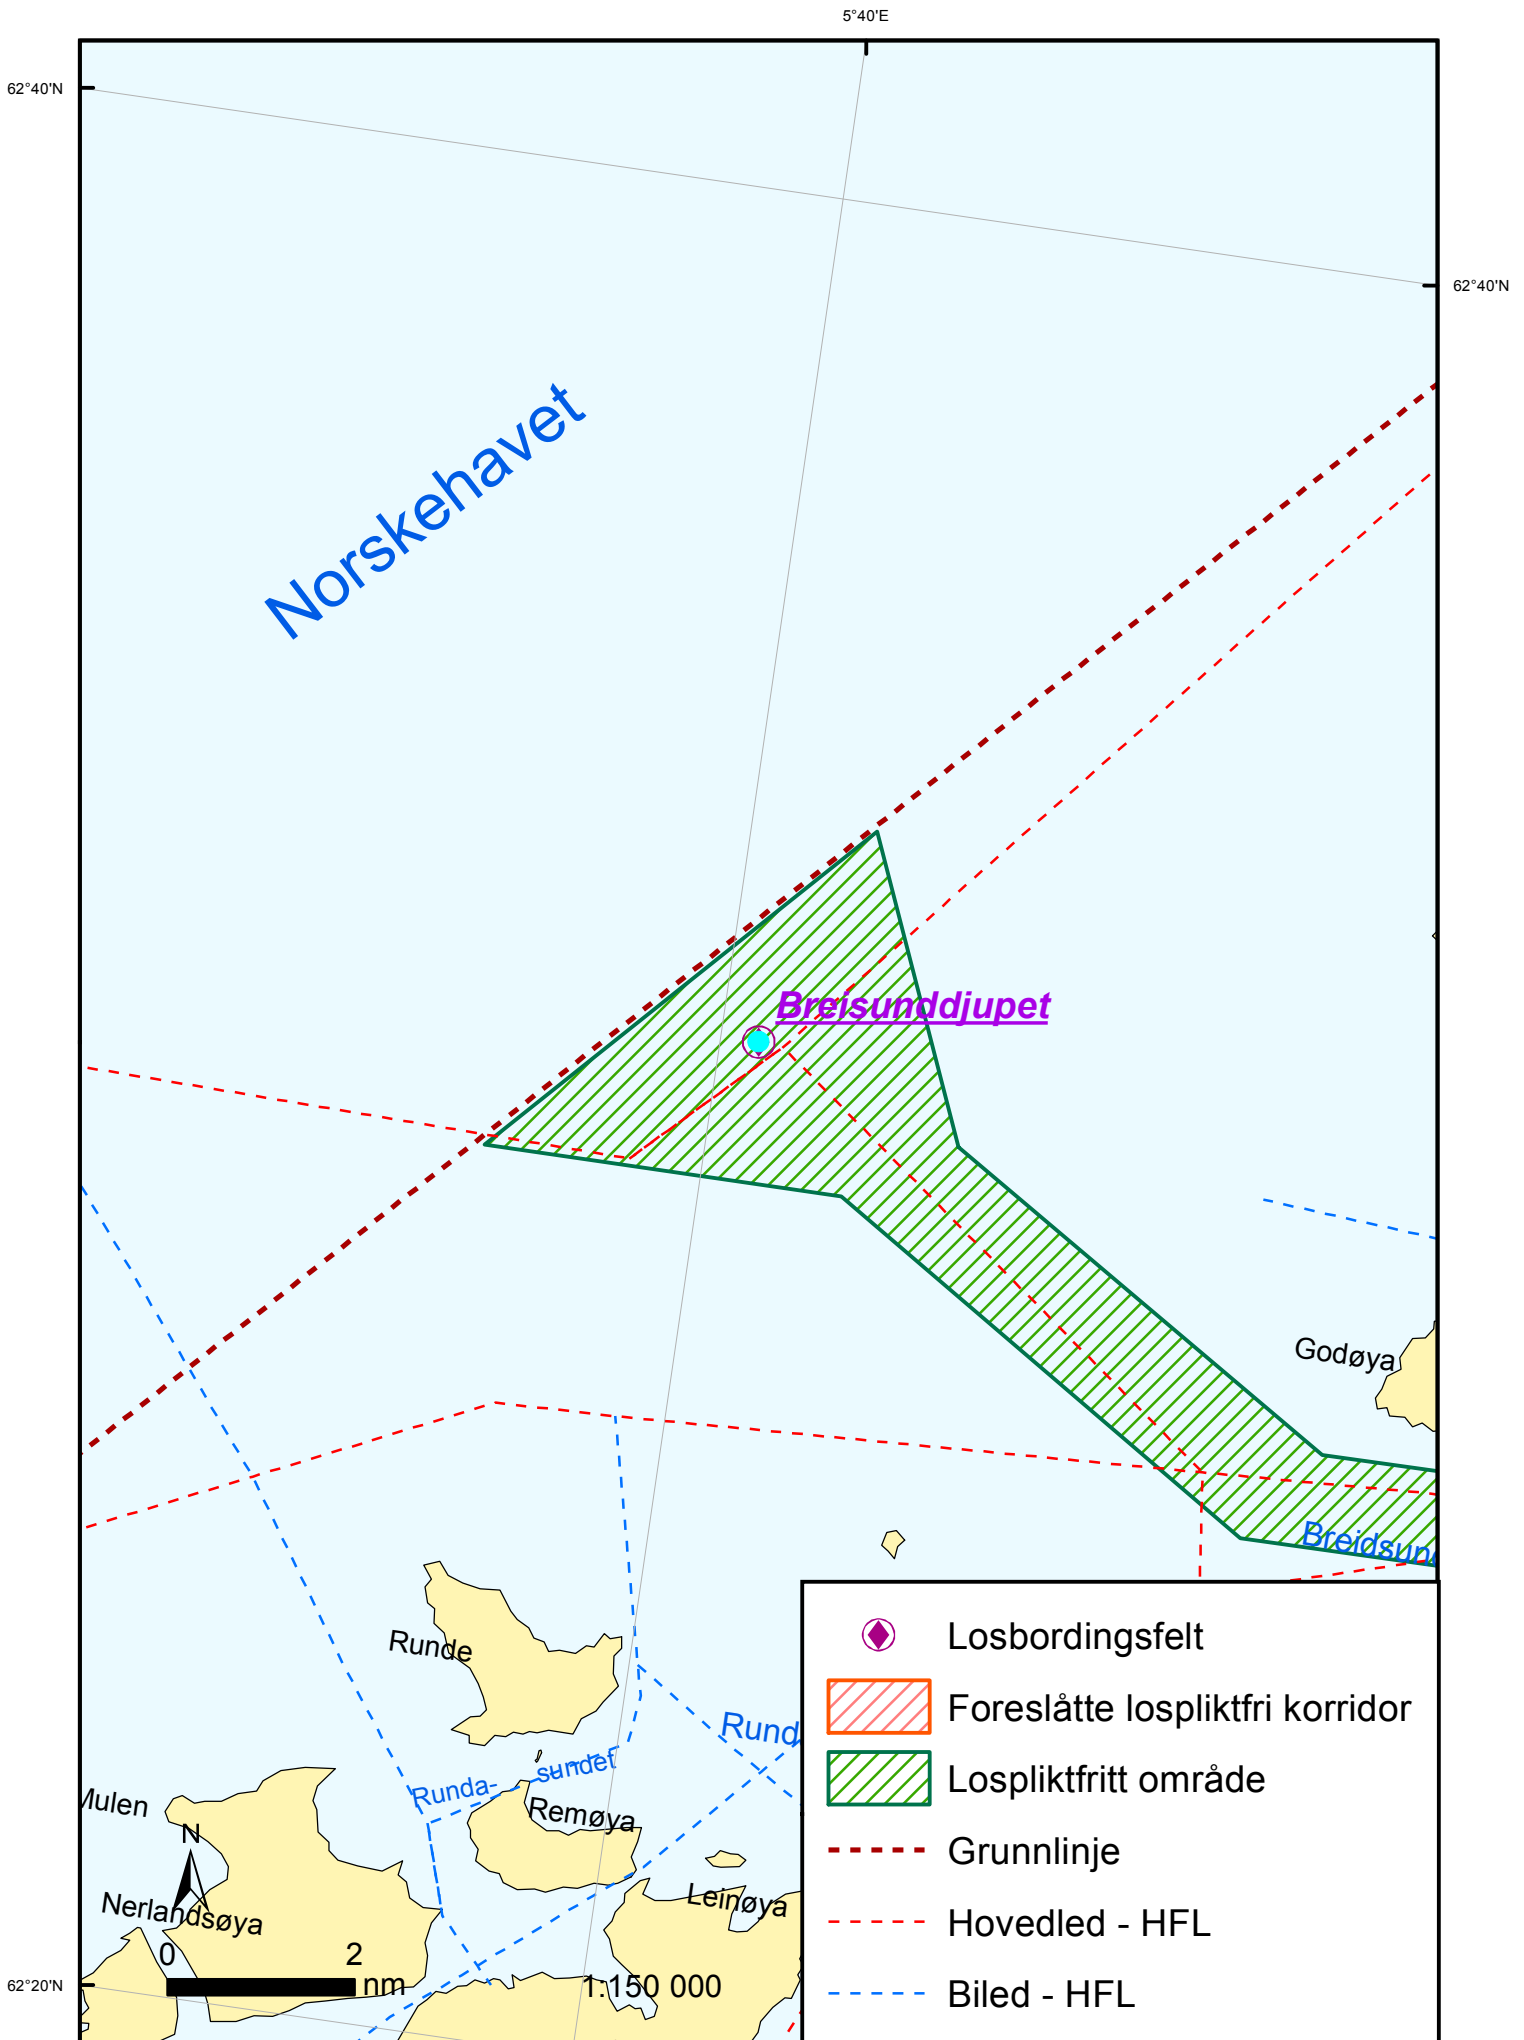 5°40'E
62°40'N
62°40'N
Norskehavet
Breisunddjupet
Godøya
Breidsun
Runde
Rund
Runda-
sundet
Mulen
Remøya
N
Leinøya
Nerlandsøya
0 2
nm
62°20'N
1:150 000
Losbordingsfelt
Foreslåtte lospliktfri korridor
Lospliktfritt område
Grunnlinje
Hovedled - HFL
Biled - HFL